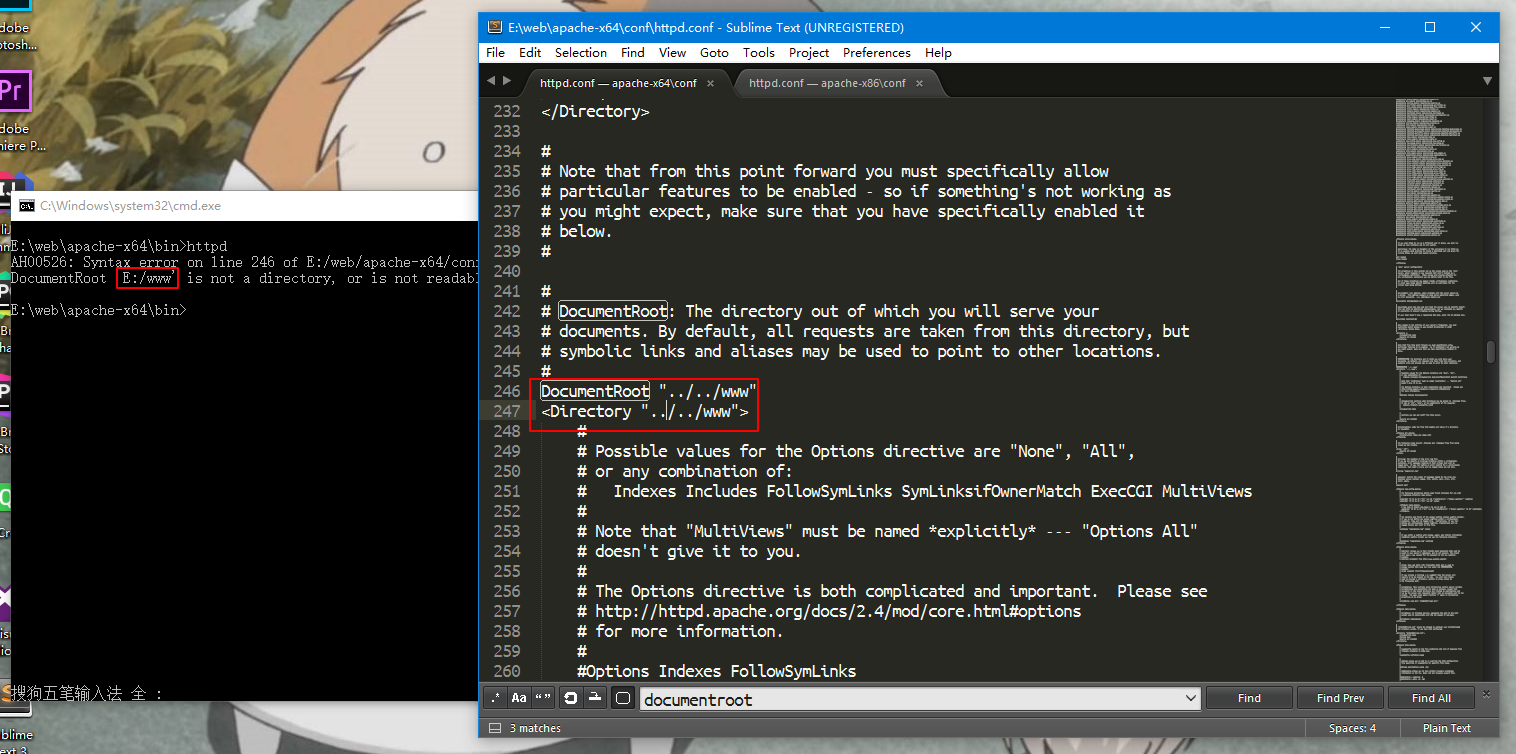 dobe
otosh...
Pr
dobe
niere P...
C:\Windows\system32\cmd.exe
E:\web\apache-x64\bin>httpd
AH00526: Syntax error on line 246 of E:/web/apache-x64/con
DocumentRoot 'E:/www' is not a directory, or is not readabl
E:\web\apache-x64\bin>
搜狗五笔输入法 全 :
blime
ext 3
E:\web\apache-x64\conf\httpd.conf - Sublime Text (UNREGISTERED)
File Edit Selection Find View Goto Tools Project Preferences Help
httpd.conf — apache-x64\conf × httpd.conf — apache-x86\conf ×
232 </Directory>
233
234 #
235 # Note that from this point forward you must specifically allow
236 # particular features to be enabled - so if something's not working as
237 # you might expect, make sure that you have specifically enabled it
238 # below.
239 #
240
241 #
242 # DocumentRoot: The directory out of which you will serve your
243 # documents. By default, all requests are taken from this directory, but
244 # symbolic links and aliases may be used to point to other locations.
245 #
246 DocumentRoot "../../www"
247 <Directory "../../www">
248 #
249 # Possible values for the Options directive are "None", "All",
250 # or any combination of:
251 #   Indexes Includes FollowSymLinks SymLinksifOwnerMatch ExecCGI MultiViews
252 #
253 # Note that "MultiViews" must be named *explicitly* --- "Options All"
254 # doesn't give it to you.
255 #
256 # The Options directive is both complicated and important.  Please see
257 # http://httpd.apache.org/docs/2.4/mod/core.html#options
258 # for more information.
259 #
260 #Options Indexes FollowSymLinks
.* Aa “” documentroot Find Find Prev Find All ×
3 matches Spaces: 4 Plain Text